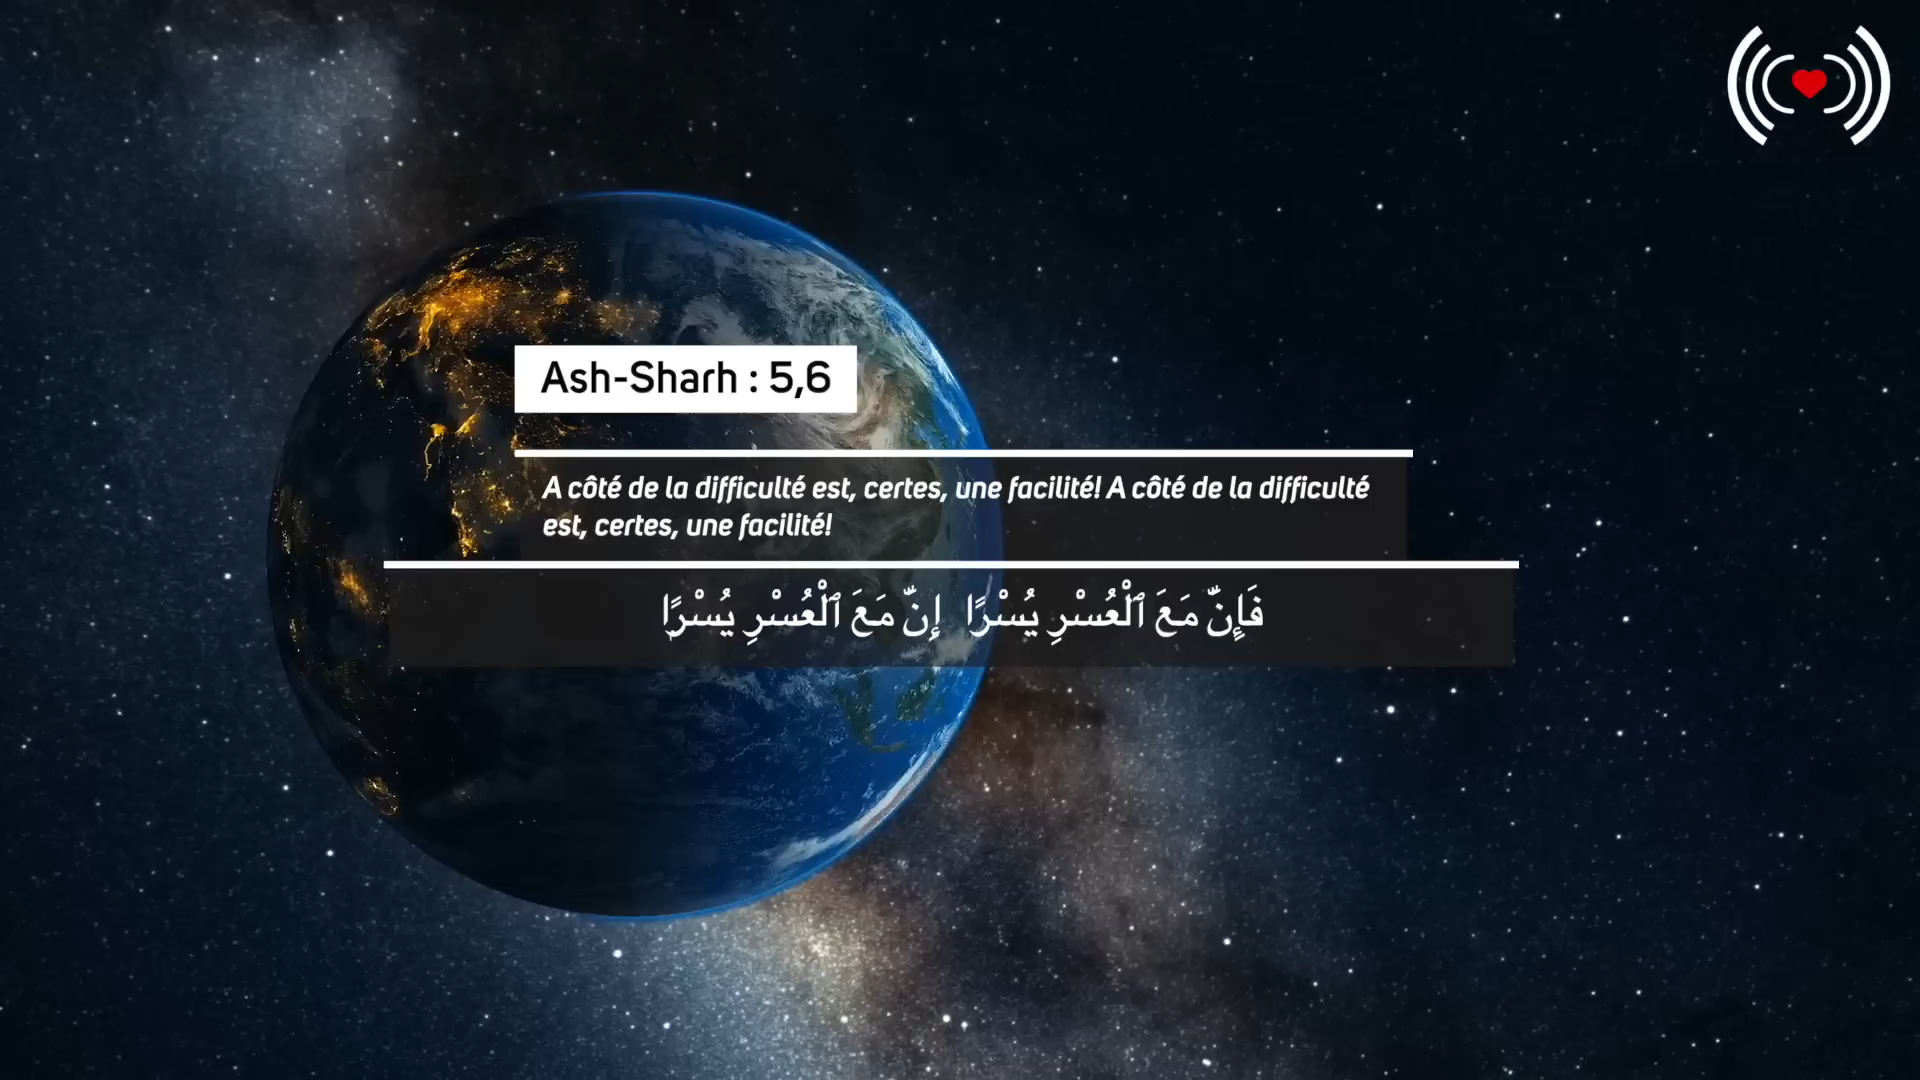 Ash-Sharh : 5,6
A côté de la difficulté est, certes, une facilité! A côté de la difficulté
est, certes, une facilité!
فَإِنَّ مَعَ ٱلْعُسْرِ يُسْرًا إِنَّ مَعَ ٱلْعُسْرِ يُسْرًا